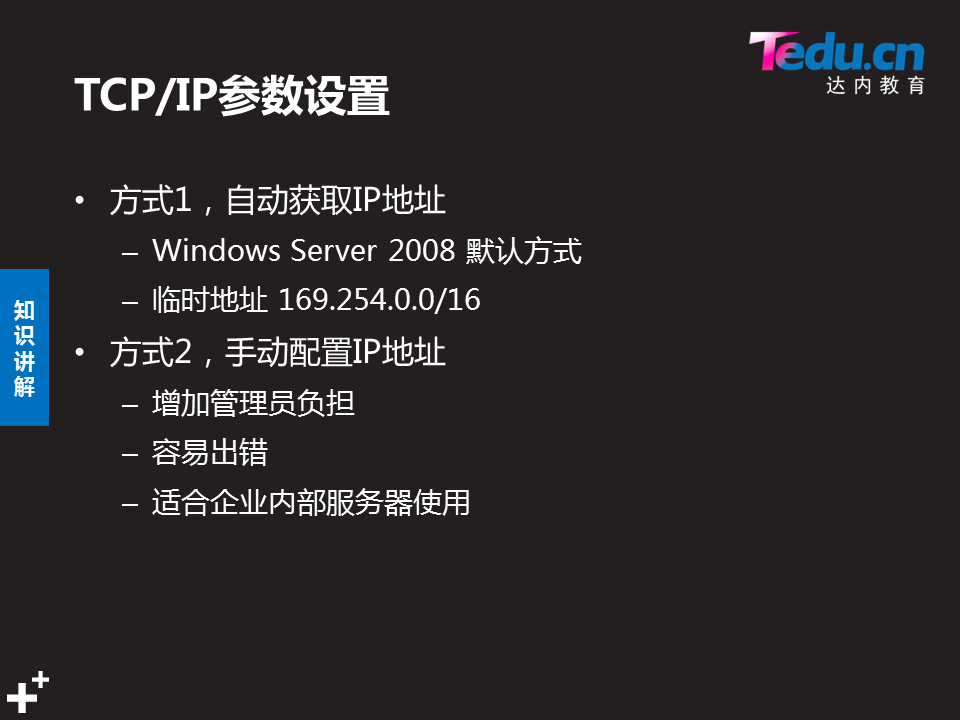 Tedu.cn
达内教育
TCP/IP参数设置
• 方式1，自动获取IP地址
– Windows Server 2008 默认方式
– 临时地址 169.254.0.0/16
• 方式2，手动配置IP地址
– 增加管理员负担
– 容易出错
– 适合企业内部服务器使用
知识讲解